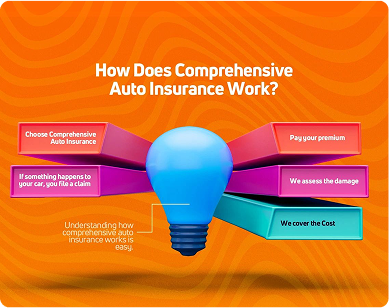 How Does Comprehensive
Auto Insurance Work?
Choose Comprehensive
Auto Insurance
Pay your premium
If something happens to
your car, you file a claim
We assess the damage
We cover the Cost
Understanding how
comprehensive auto
insurance works is
easy.